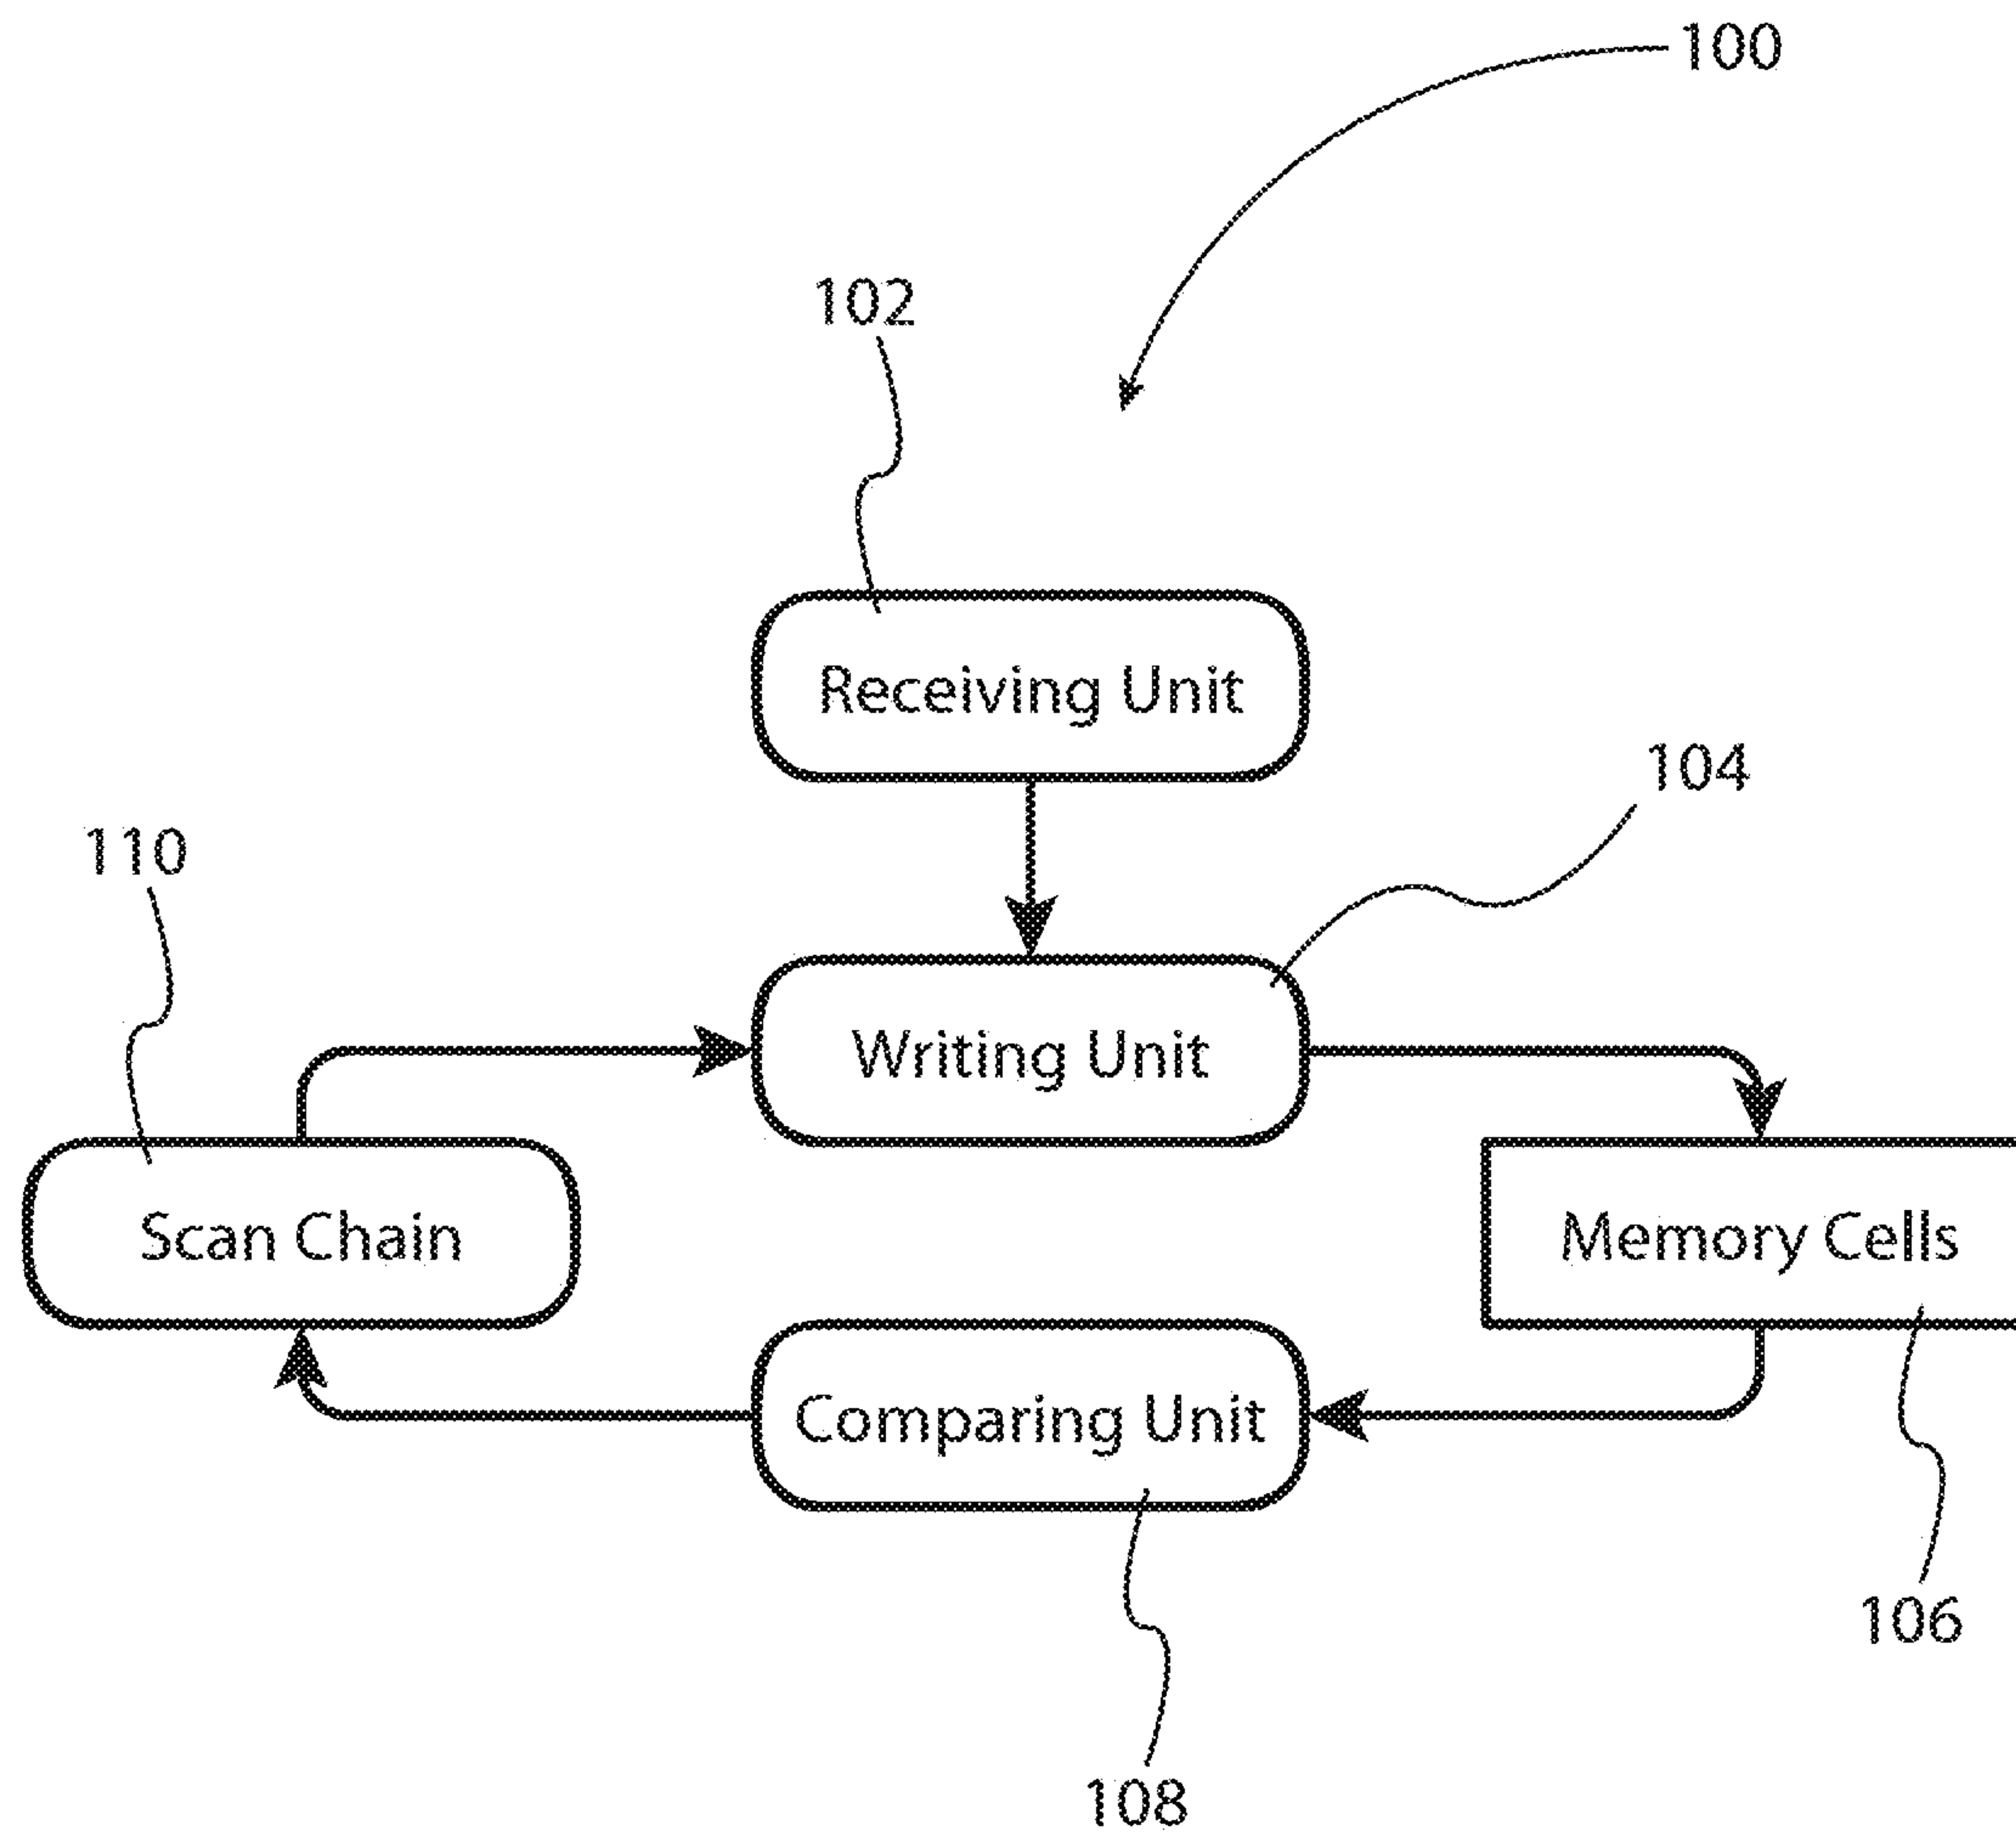 100
102
Receiving Unit
104
110
Writing Unit
Scan Chain
Memory Cells
Comparing Unit
106
108